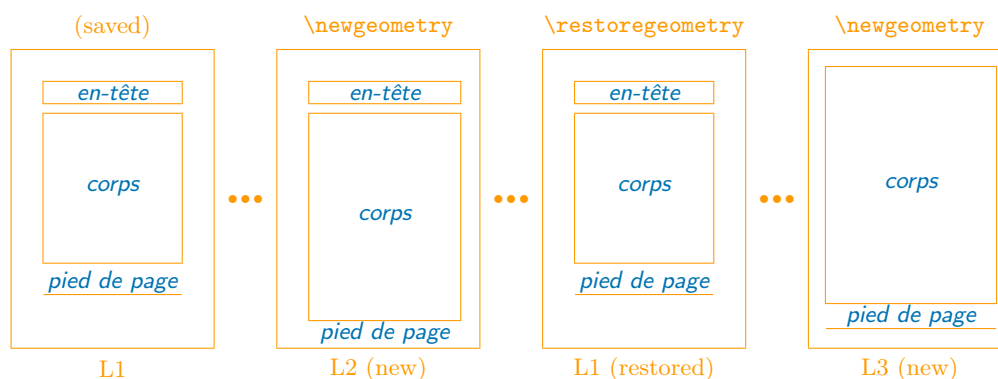 (saved)
\newgeometry
\restoregeometry
\newgeometry
en-tête
en-tête
en-tête
corps
corps
corps
corps
pied de page
pied de page
pied de page
pied de page
L1
L2 (new)
L1 (restored)
L3 (new)